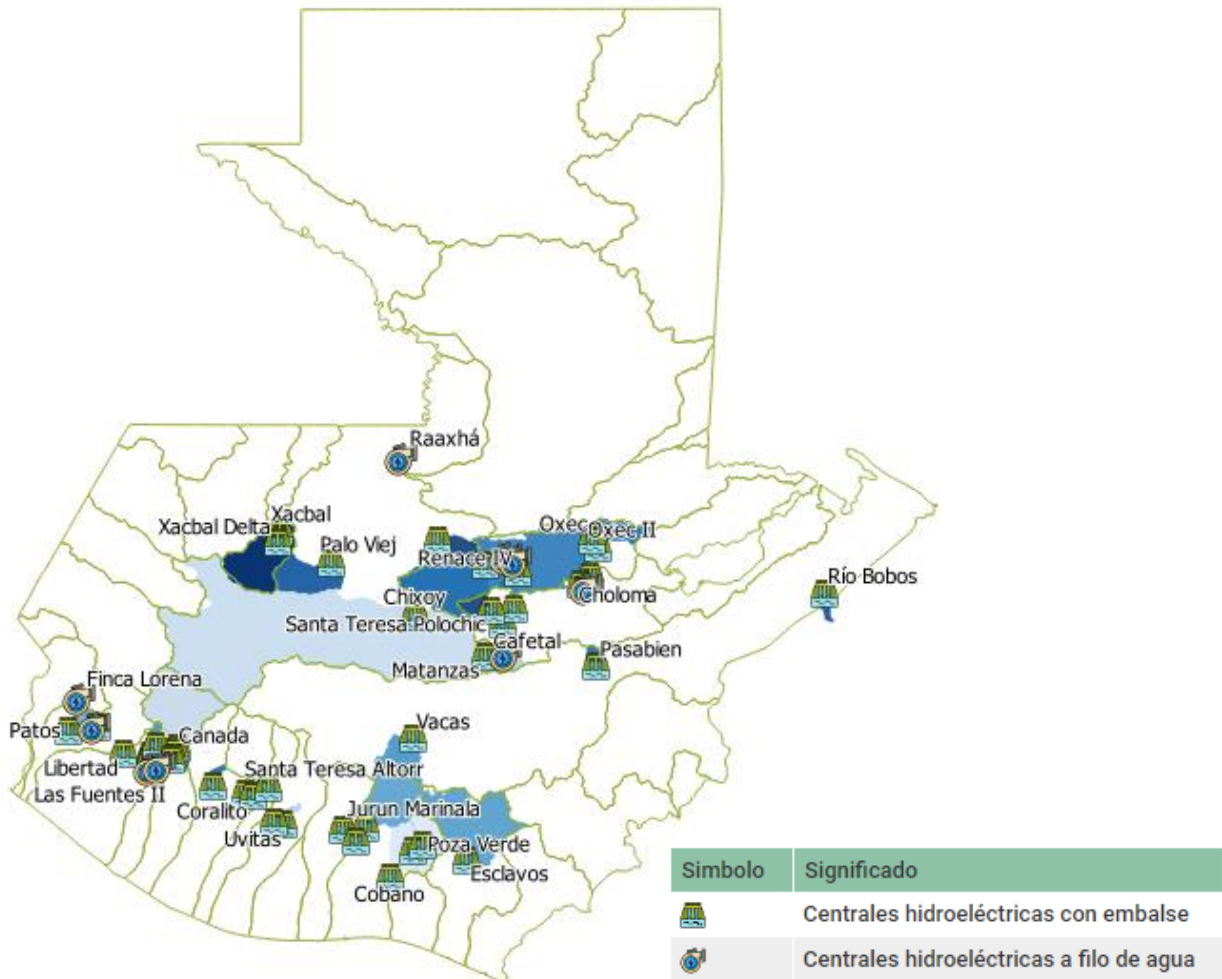 Raaxhá
Xacbal
Xacbal Delta
Palo Viej
Oxec
Oxec II
Renace IV
Río Bobos
Chixoy
Choloma
Santa Teresa Polochic
Cafetal
Matanzas
Pasabien
Finca Lorena
Patos
Canada
Vacas
Libertad
Santa Teresa Altorr
Las Fuentes II
Coralito
Jurun Marinala
Uvitas
Poza Verde
Esclavos
Cobano
Simbolo Significado
Centrales hidroeléctricas con embalse
Centrales hidroeléctricas a filo de agua